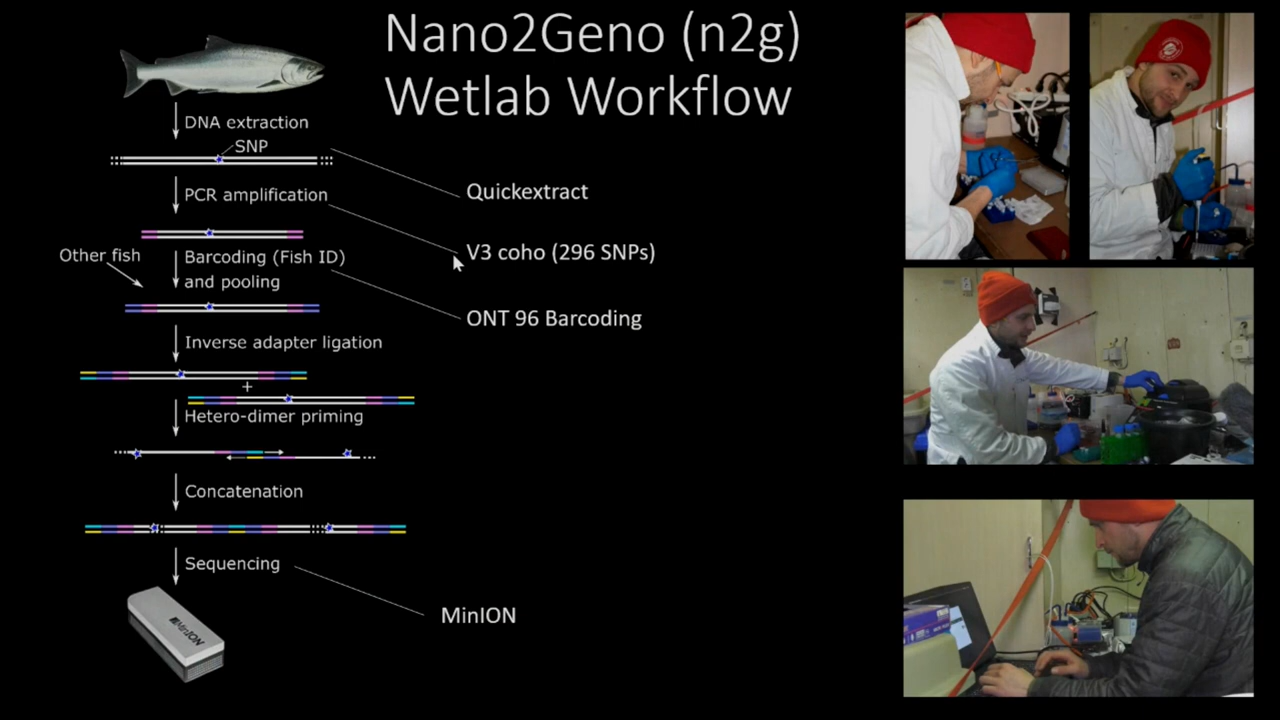 Nano2Geno (n2g)
Wetlab Workflow
DNA extraction
SNP
Quickextract
PCR amplification
V3 coho (296 SNPs)
Other fish
Barcoding (Fish ID)
and pooling
ONT 96 Barcoding
Inverse adapter ligation
+
Hetero-dimer priming
Concatenation
Sequencing
MinION
MinION